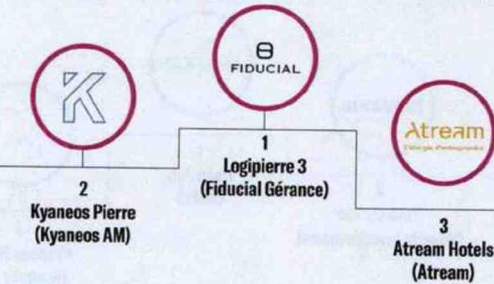 FIDUCIAL
Atream
1
Logipierre 3
(Fiducial Gérance)
2
Kyaneos Pierre
(Kyaneos AM)
3
Atream Hotels
(Atream)